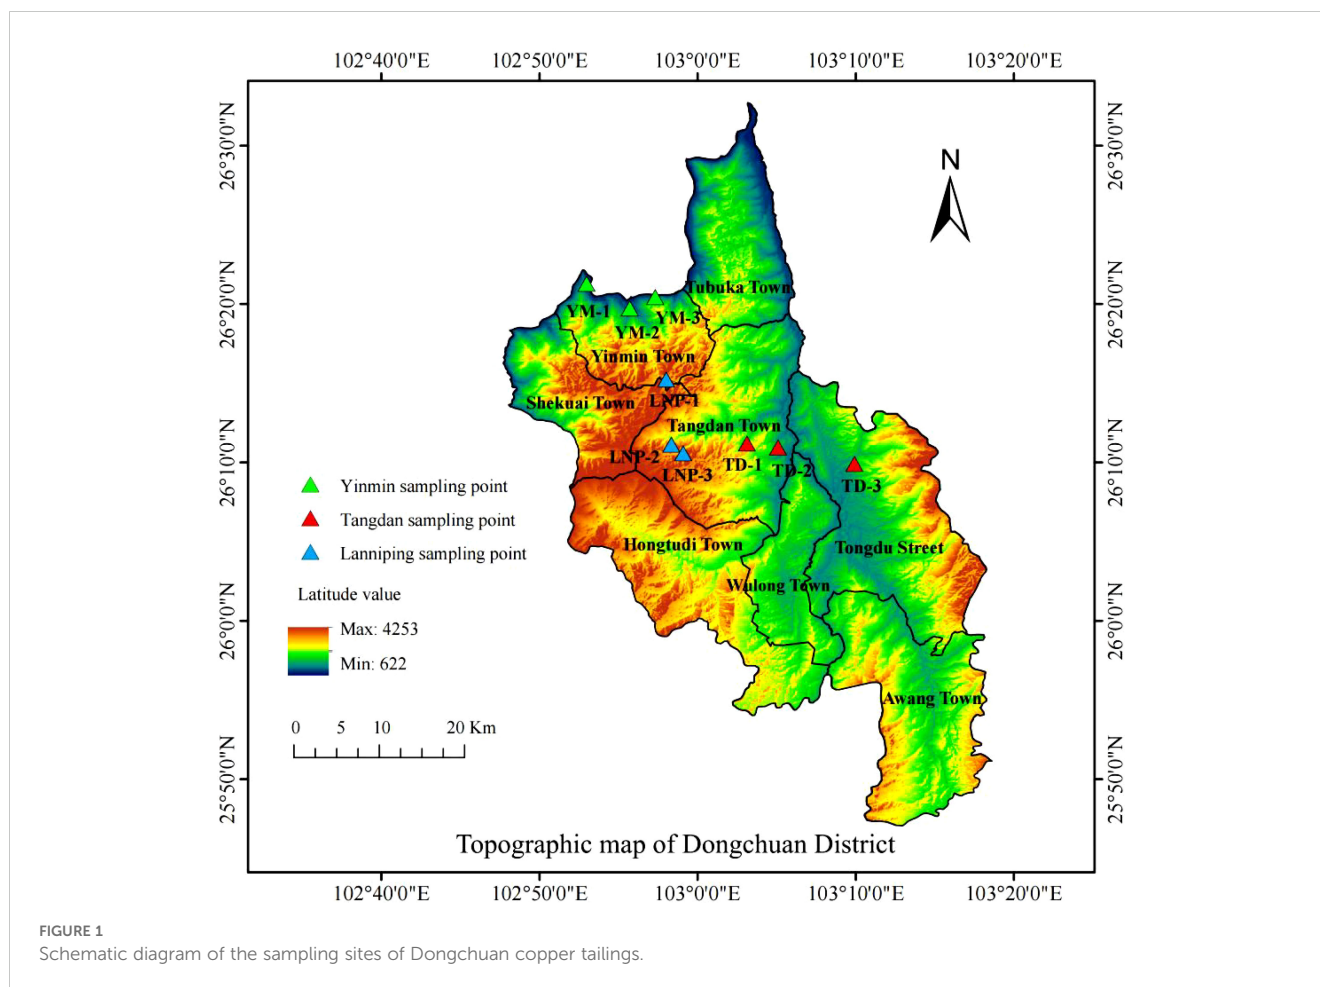 102°40'0"E 102°50'0"E 103°0'0"E 103°10'0"E 103°20'0"E
26°30'0"N
26°30'0"N
N
Tubuka Town
26°20'0"N
26°20'0"N
YM-1
YM-3
YM-2
Yinmin Town
LNP-1
Shekuai Town
Tangdan Town
26°10'0"N
26°10'0"N
LNP-2
TD-1
TD-2
LNP-3
TD-3
Yinmin sampling point
Tangdan sampling point
Lanniping sampling point
Hongtudi Town
Tongdu Street
Wulong Town
Latitude value
Max: 4253
Min: 622
26°0'0"N
26°0'0"N
Awang Town
0 5 10 20 Km
25°50'0"N
25°50'0"N
Topographic map of Dongchuan District
102°40'0"E 102°50'0"E 103°0'0"E 103°10'0"E 103°20'0"E
FIGURE 1
Schematic diagram of the sampling sites of Dongchuan copper tailings.